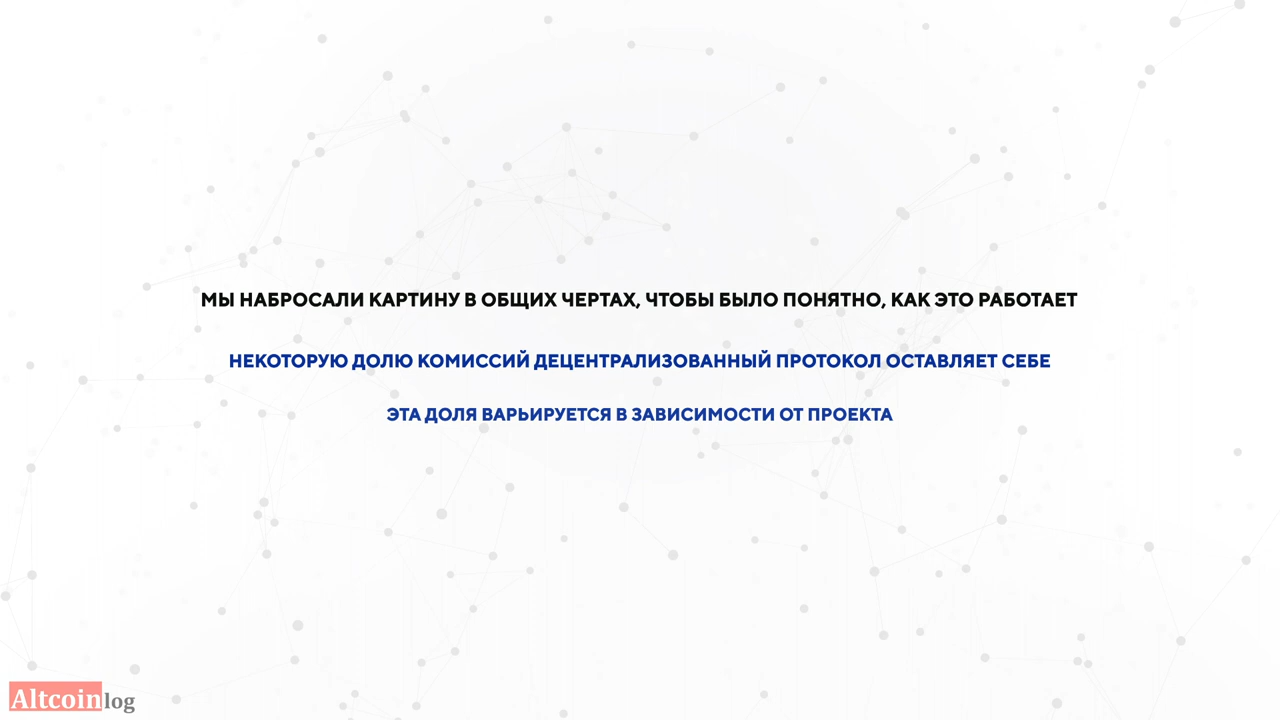 МЫ НАБРОСАЛИ КАРТИНУ В ОБЩИХ ЧЕРТАХ, ЧТОБЫ БЫЛО ПОНЯТНО, КАК ЭТО РАБОТАЕТ
НЕКОТОРУЮ ДОЛЮ КОМИССИЙ ДЕЦЕНТРАЛИЗОВАННЫЙ ПРОТОКОЛ ОСТАВЛЯЕТ СЕБЕ
ЭТА ДОЛЯ ВАРЬИРУЕТСЯ В ЗАВИСИМОСТИ ОТ ПРОЕКТА
Altcoinlog